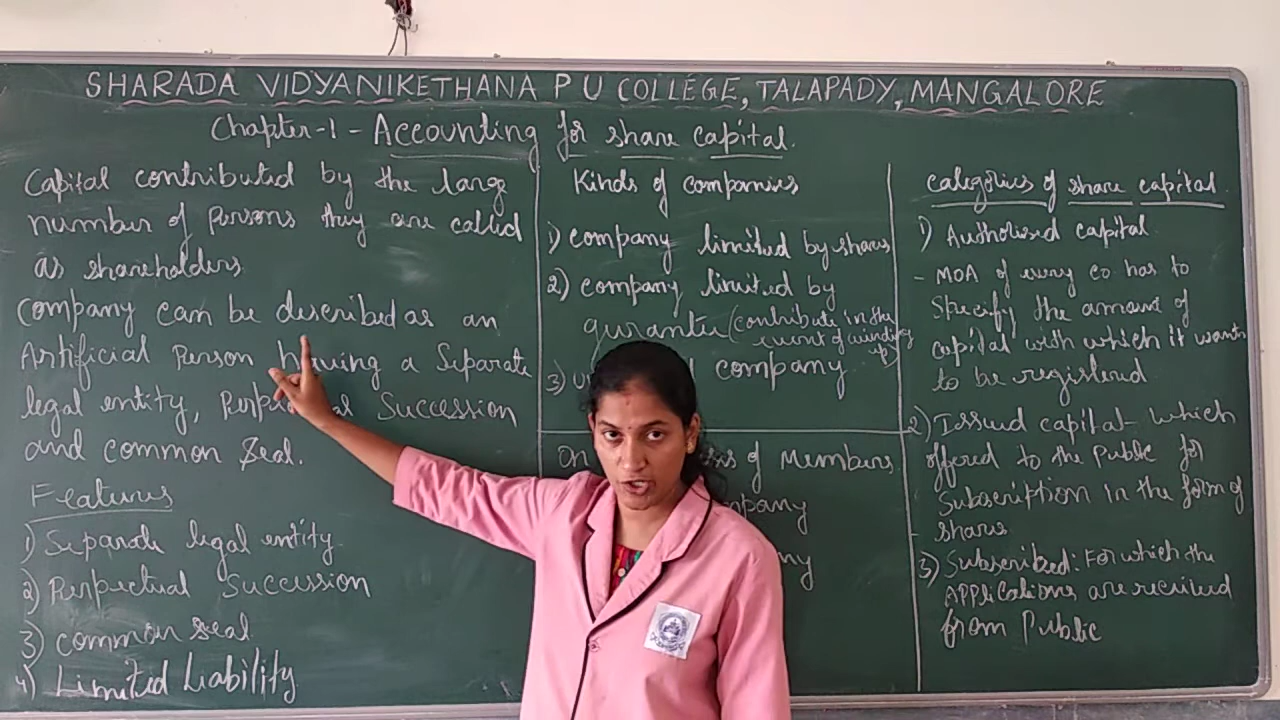 SHARADA VIDYANIKETHANA P U COLLEGE, TALAPADY, MANGALORE
Chapter-1 - Accounting for share capital.
Capital contributed by the large
number of Persons they are called
as shareholders
Company can be described as an
Artificial Person having a Separate
legal entity, Succession
and common Seal.
Features
1) Separate legal entity
2) Perpectual Succession
3) common seal
4) Limited Liability
Kinds of companies
1) company limited by shares
2) company limited by
gurantee (contribute in the
event of winding
up)
3) company
On of Members
categories of share capital.
1) Authorised capital
- MOA of every co has to
Specify the amount of
capital with which it wants
to be registered
2) Issued capital - which
offered to the Public for
Subscription in the form of
shares
3) Subscribed: For which the
Applications are received
from Public